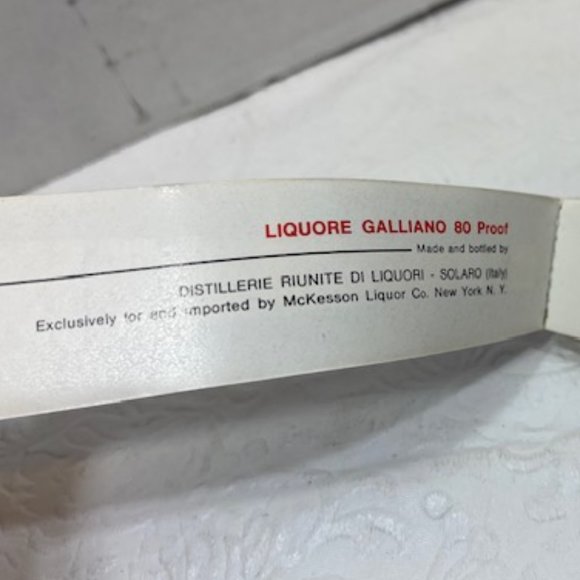 LIQUORE GALLIANO 80 Proof
Made and bottled by
DISTILLERIE RIUNITE DI LIQUORI - SOLARO (Italy)
Exclusively for and imported by McKesson Liquor Co. New York N. Y.